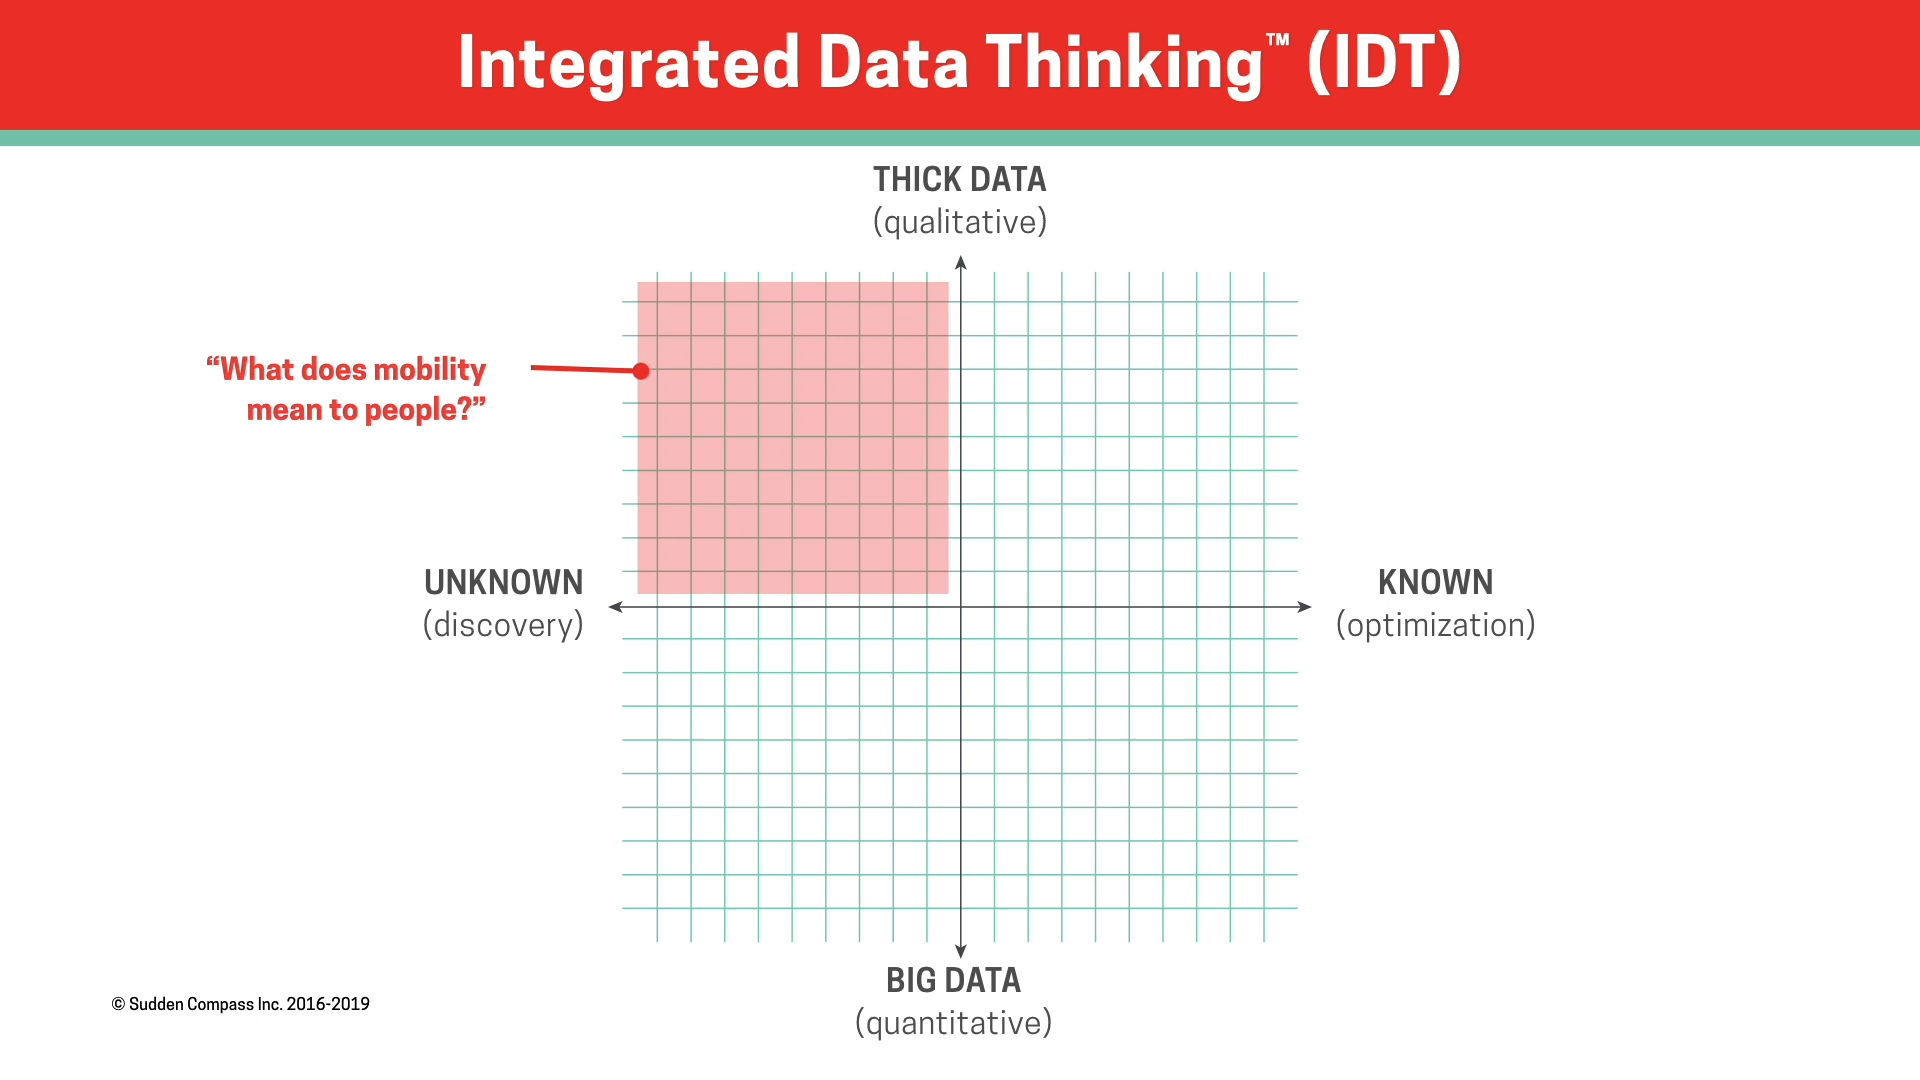 Integrated Data Thinking™ (IDT)
THICK DATA
(qualitative)
“What does mobility
mean to people?”
UNKNOWN
(discovery)
KNOWN
(optimization)
BIG DATA
(quantitative)
© Sudden Compass Inc. 2016-2019